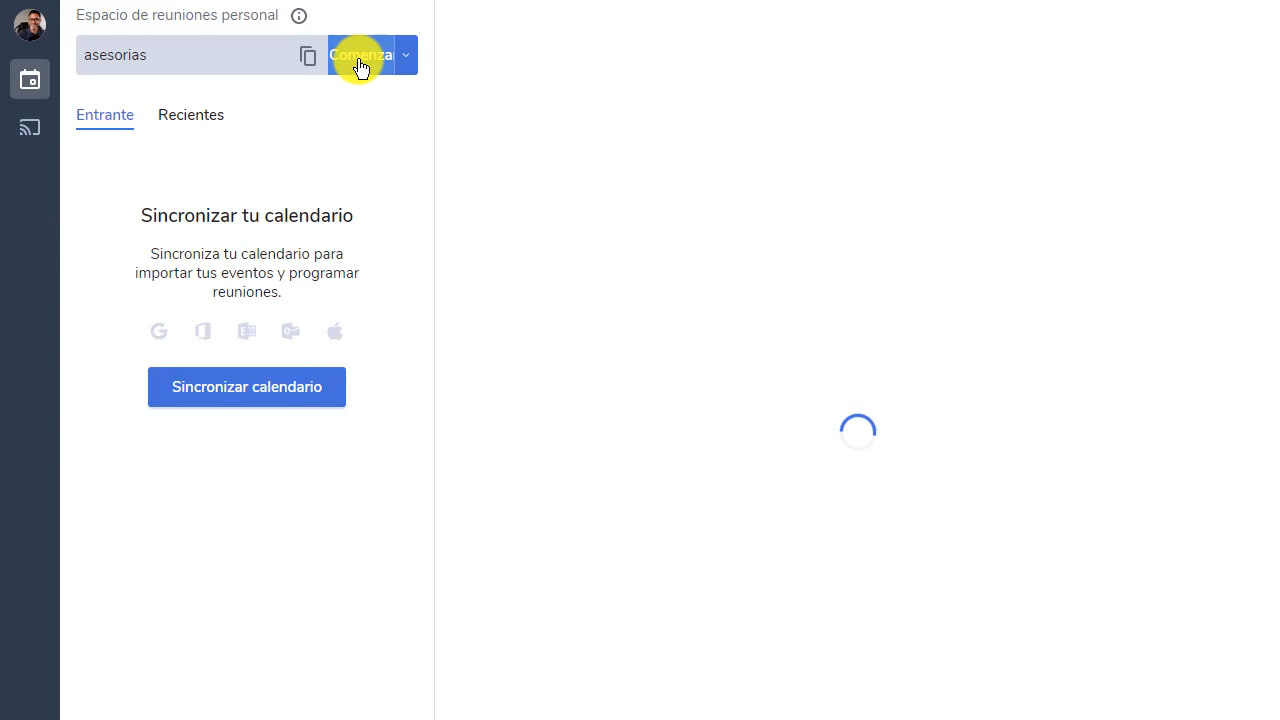 Espacio de reuniones personal
asesorias
Comenzar
Entrante Recientes
Sincronizar tu calendario
Sincroniza tu calendario para
importar tus eventos y programar
reuniones.
Sincronizar calendario